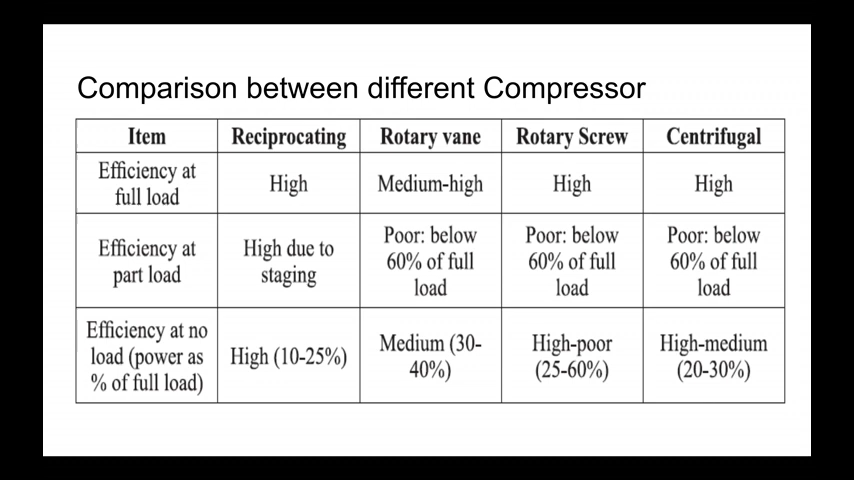 Comparison between different Compressor
Item Reciprocating Rotary vane Rotary Screw Centrifugal
Efficiency at
full load
High
Medium-high
High
High
Efficiency at
part load
High due to
staging
Poor: below
60% of full
load
Poor: below
60% of full
load
Poor: below
60% of full
load
Efficiency at no
load (power as
% of full load)
High (10-25%)
Medium (30-
40%)
High-poor
(25-60%)
High-medium
(20-30%)